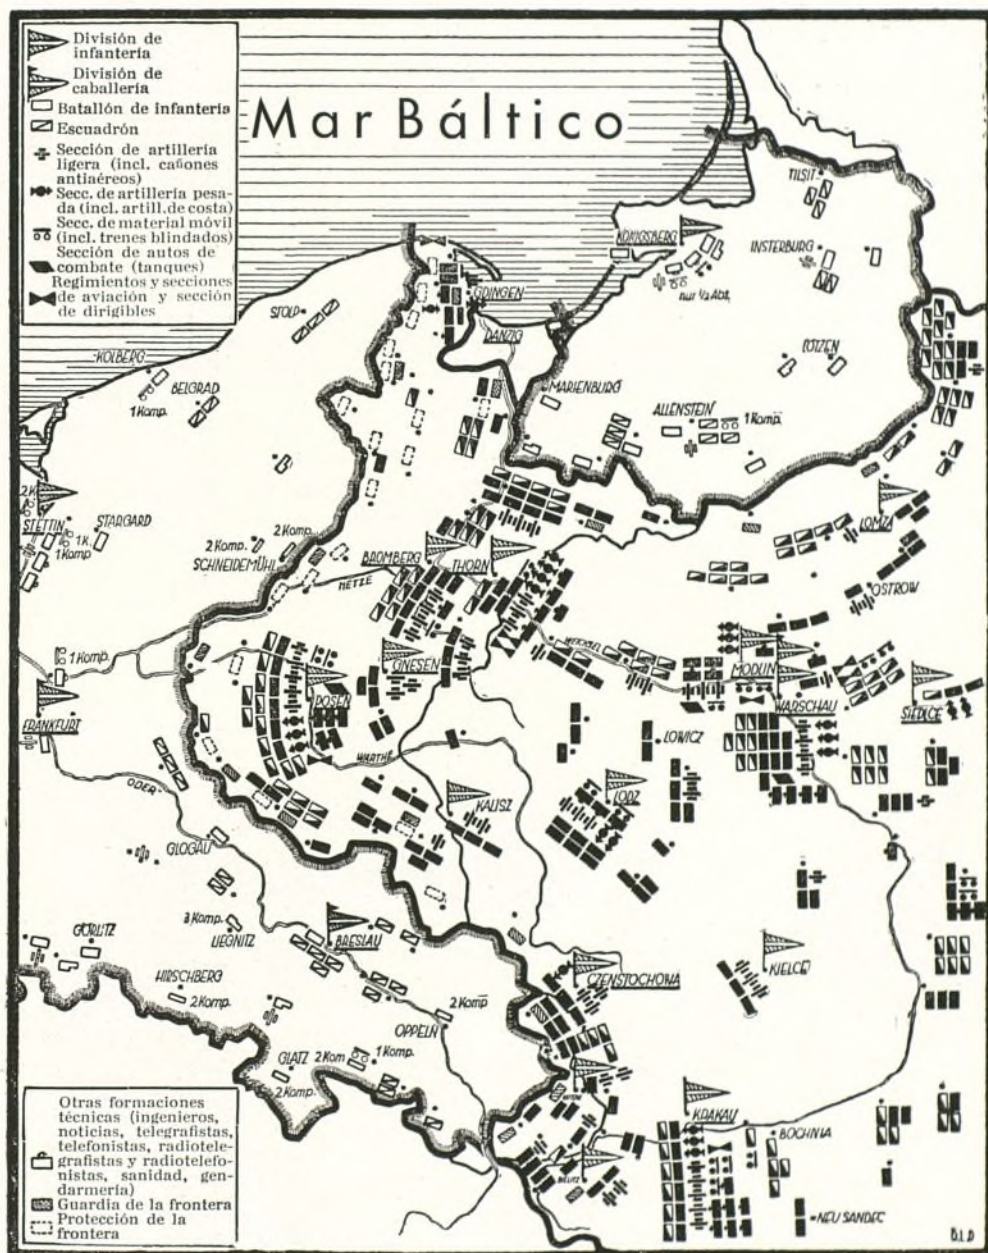 División de
infantería
División de
caballería
Batallón de infantería
Escuadrón
Sección de artillería
ligera (incl. cañones
antiaéreos)
Secc. de artillería pesa-
da (incl. artill. de costa)
Secc. de material móvil
(incl. trenes blindados)
Sección de autos de
combate (tanques)
Regimientos y secciones
de aviación y sección
de dirigibles
Mar Báltico
TILSIT
KÖNIGSBERG
INSTERBURG
nur ½ Abt.
GDINGEN
STOLP
DANZIG
LÖTZEN
KOLBERG
BELGRAD
1 Komp.
MARIENBURG
ALLENSTEIN
1 Komp.
STETTIN
STARGARD
1 K.
1 Komp
LOMZA
2 Komp.
2 Komp.
SCHNEIDEMÜHL
BROMBERG
THORN
NETZE
OSTROW
1 Komp.
GNESEN
WEICHSEL
MODLIN
POSEN
WARSCHAU
SIEDLCE
FRANKFURT
LOWICZ
WARTHE
ODER
KALISZ
LODZ
GLOGAU
3 Komp.
LIEGNITZ
BRESLAU
GÖRLITZ
KIELCE
HIRSCHBERG
2 Komp.
CZENSTOCHOWA
2 Komp
OPPELN
GLATZ
2 Kom
1 Komp.
2 Komp.
KRAKAU
BOCHNIA
BIELITZ
NEU SANDEC
Otras formaciones
técnicas (ingenieros,
noticias, telegrafistas,
telefonistas, radiotele-
grafistas y radiotelefo-
nistas, sanidad, gen-
darmería)
Guardia de la frontera
Protección de la
frontera
B.L.D